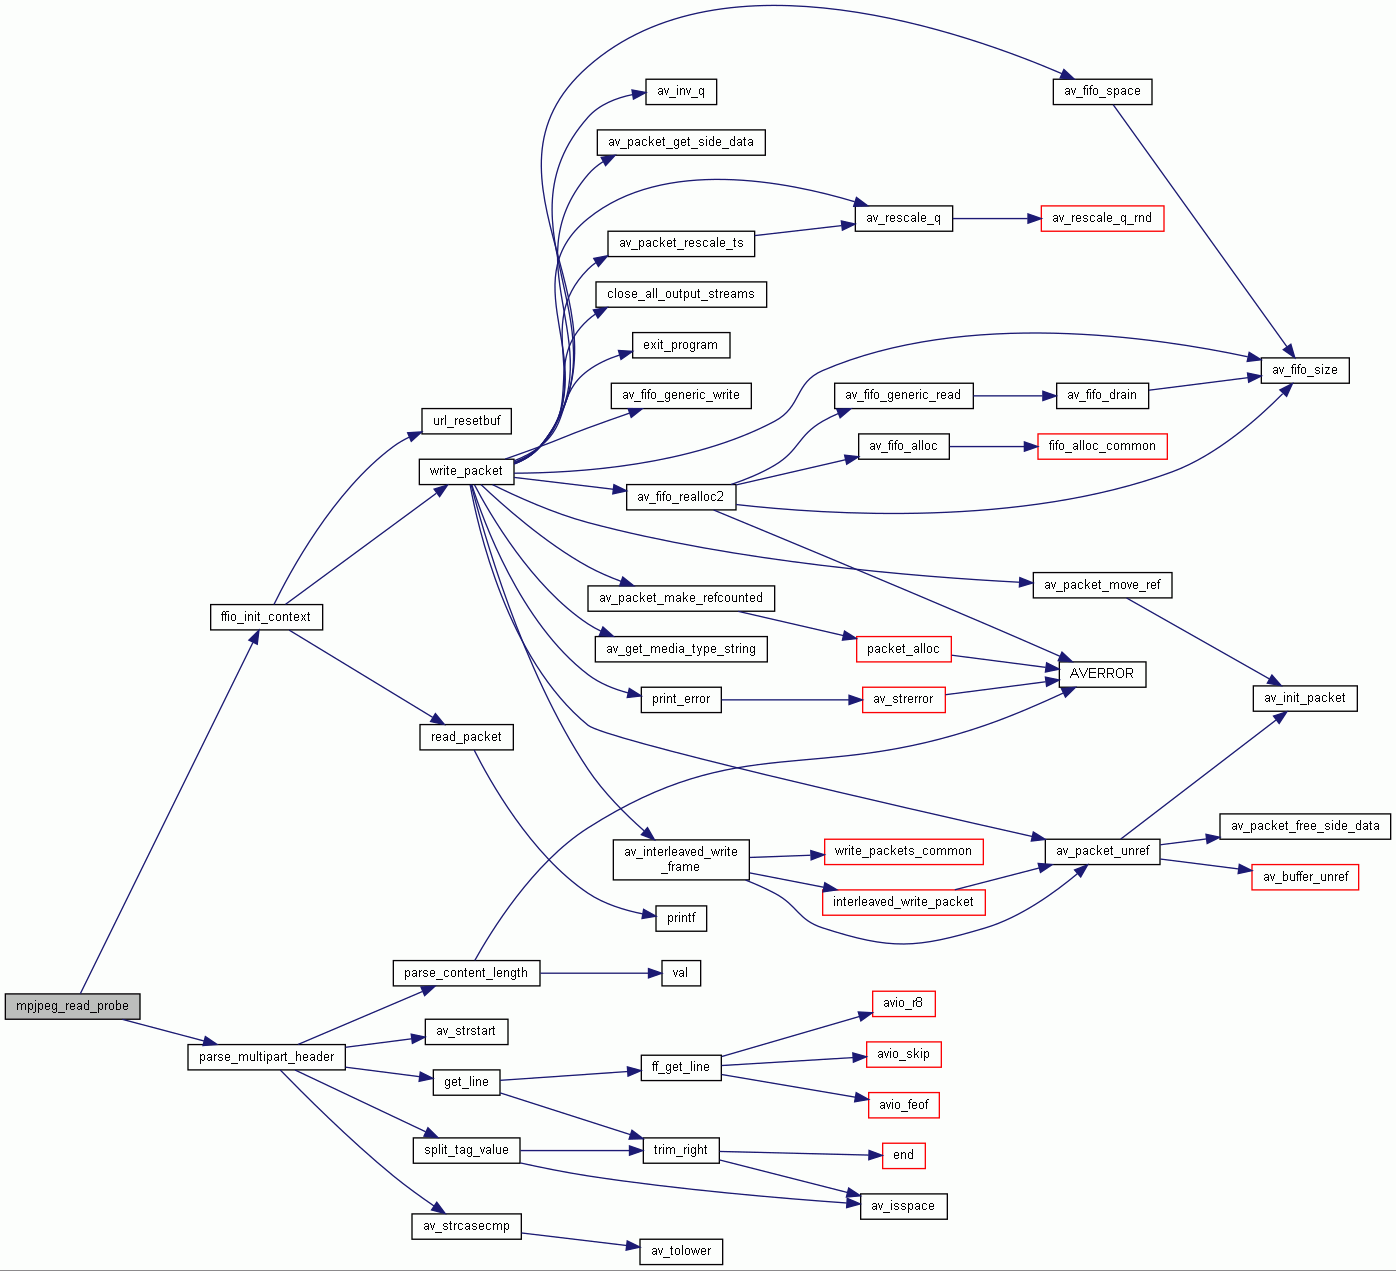 av_fifo_space
av_inv_q
av_packet_get_side_data
av_rescale_q
av_rescale_q_rnd
av_packet_rescale_ts
close_all_output_streams
exit_program
av_fifo_size
av_fifo_generic_write
av_fifo_generic_read
av_fifo_drain
url_resetbuf
av_fifo_alloc
fifo_alloc_common
write_packet
av_fifo_realloc2
av_packet_move_ref
av_packet_make_refcounted
ffio_init_context
av_get_media_type_string
packet_alloc
AVERROR
print_error
av_strerror
av_init_packet
read_packet
av_packet_free_side_data
av_interleaved_write
_frame
write_packets_common
av_packet_unref
av_buffer_unref
interleaved_write_packet
printf
parse_content_length
val
mpjpeg_read_probe
avio_r8
av_strstart
parse_multipart_header
avio_skip
ff_get_line
get_line
avio_feof
split_tag_value
trim_right
end
av_isspace
av_strcasecmp
av_tolower